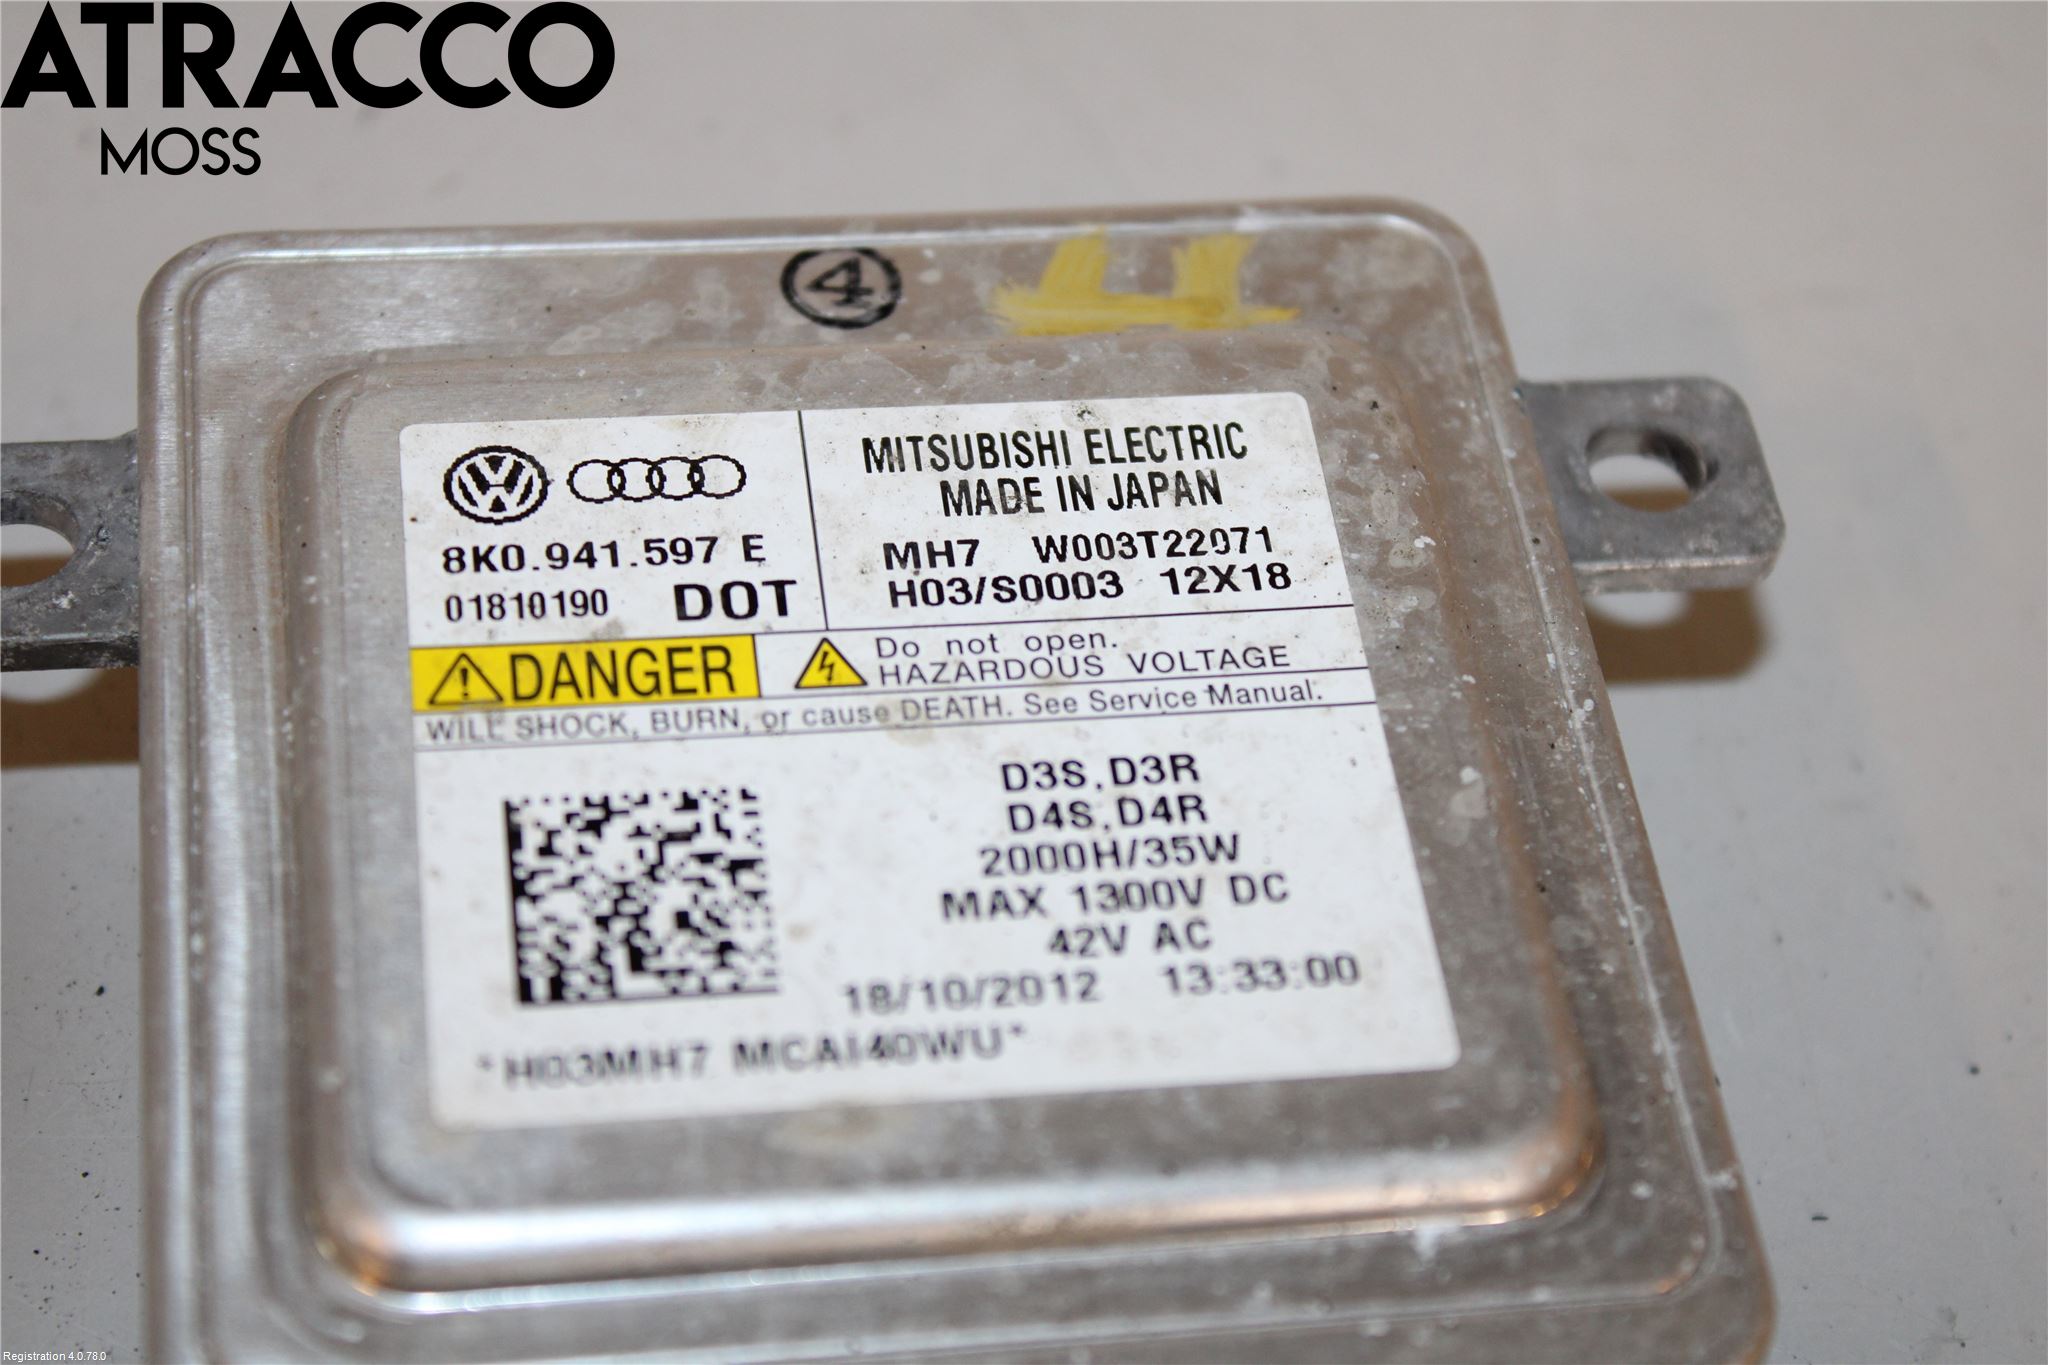 ATRACCO
MOSS
4
4
8K0.941.597 E
01810190 DOT
MITSUBISHI ELECTRIC
MADE IN JAPAN
MH7 W003T22071
H03/S0003 12X18
DANGER
Do not open.
HAZARDOUS VOLTAGE
WILL SHOCK, BURN, or cause DEATH. See Service Manual.
D3S,D3R
D4S,D4R
2000H/35W
MAX 1300V DC
42V AC
18/10/2012 13:33:00
*H03MH7 MCAI40WU*
Registration 4.0.78.0